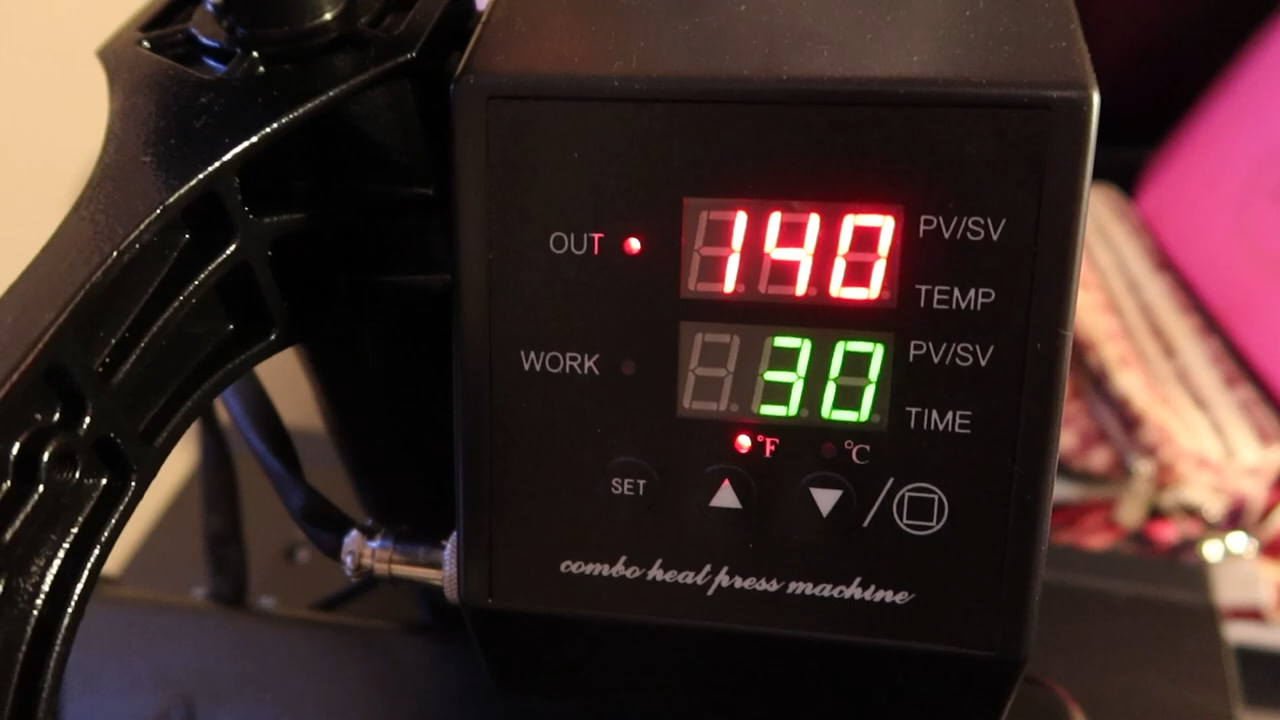 OUT 140 PV/SV
TEMP
WORK 30 PV/SV
TIME
°F °C
SET /
combo heat press machine